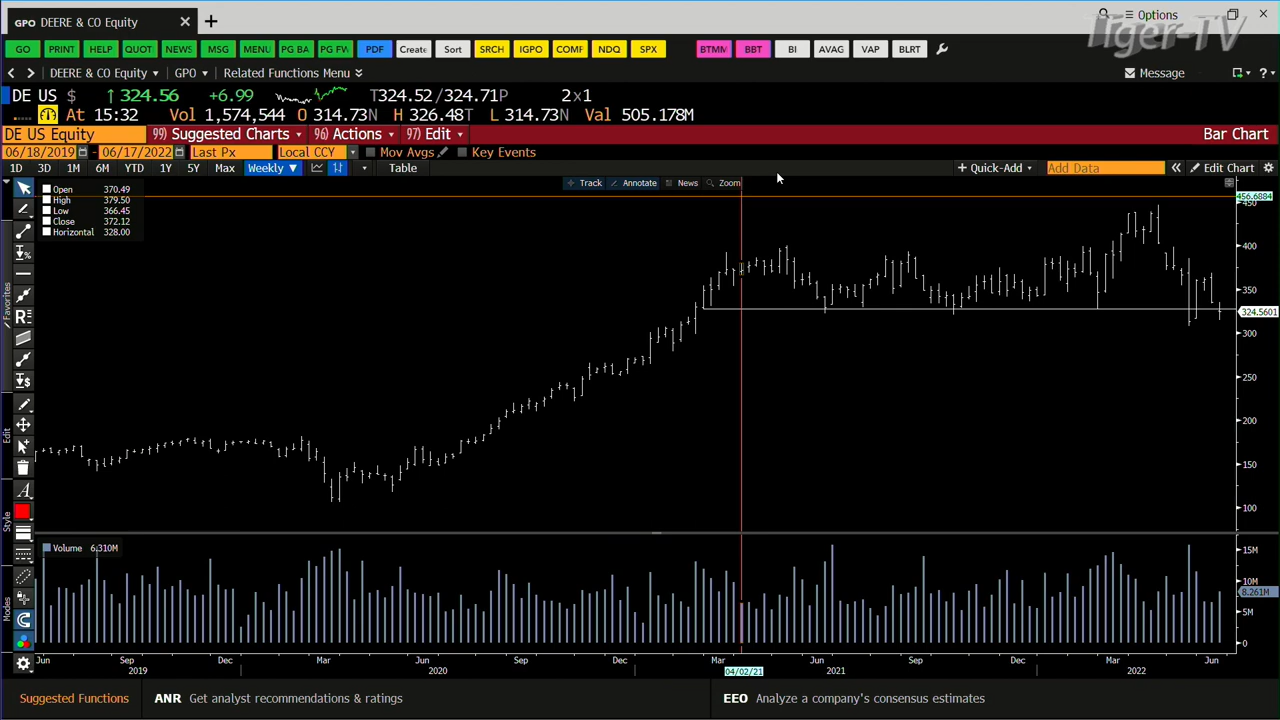 GPO DEERE & CO Equity × +
Options
Tiger-TV
GO PRINT HELP QUOT NEWS MSG MENU PG BA PG FW PDF Create Sort SRCH IGPO COMF NDQ SPX BTMM BBT BI AVAG VAP BLRT
< > DEERE & CO Equity GPO Related Functions Menu Message ?
DE US $ ↑ 324.56 +6.99 T324.52/324.71P 2x1
At 15:32 Vol 1,574,544 O 314.73N H 326.48T L 314.73N Val 505.178M
DE US Equity 99) Suggested Charts 96) Actions 97) Edit Bar Chart
06/18/2019 - 06/17/2022 Last Px Local CCY Mov Avgs Key Events
1D 3D 1M 6M YTD 1Y 5Y Max Weekly Table + Quick-Add Add Data « Edit Chart
Track Annotate News Zoom
Open 370.49
High 379.50
Low 366.45
Close 372.12
Horizontal 328.00
456.6884
450
400
350
324.5601
300
250
200
150
100
Favorites
Edit
Style
Modes
Volume 6.310M
15M
10M
8.261M
5M
0
Jun Sep Dec Mar Jun Sep Dec Mar Jun Sep Dec Mar Jun
2019 2020 04/02/21 2021 2022
Suggested Functions ANR Get analyst recommendations & ratings EEO Analyze a company's consensus estimates